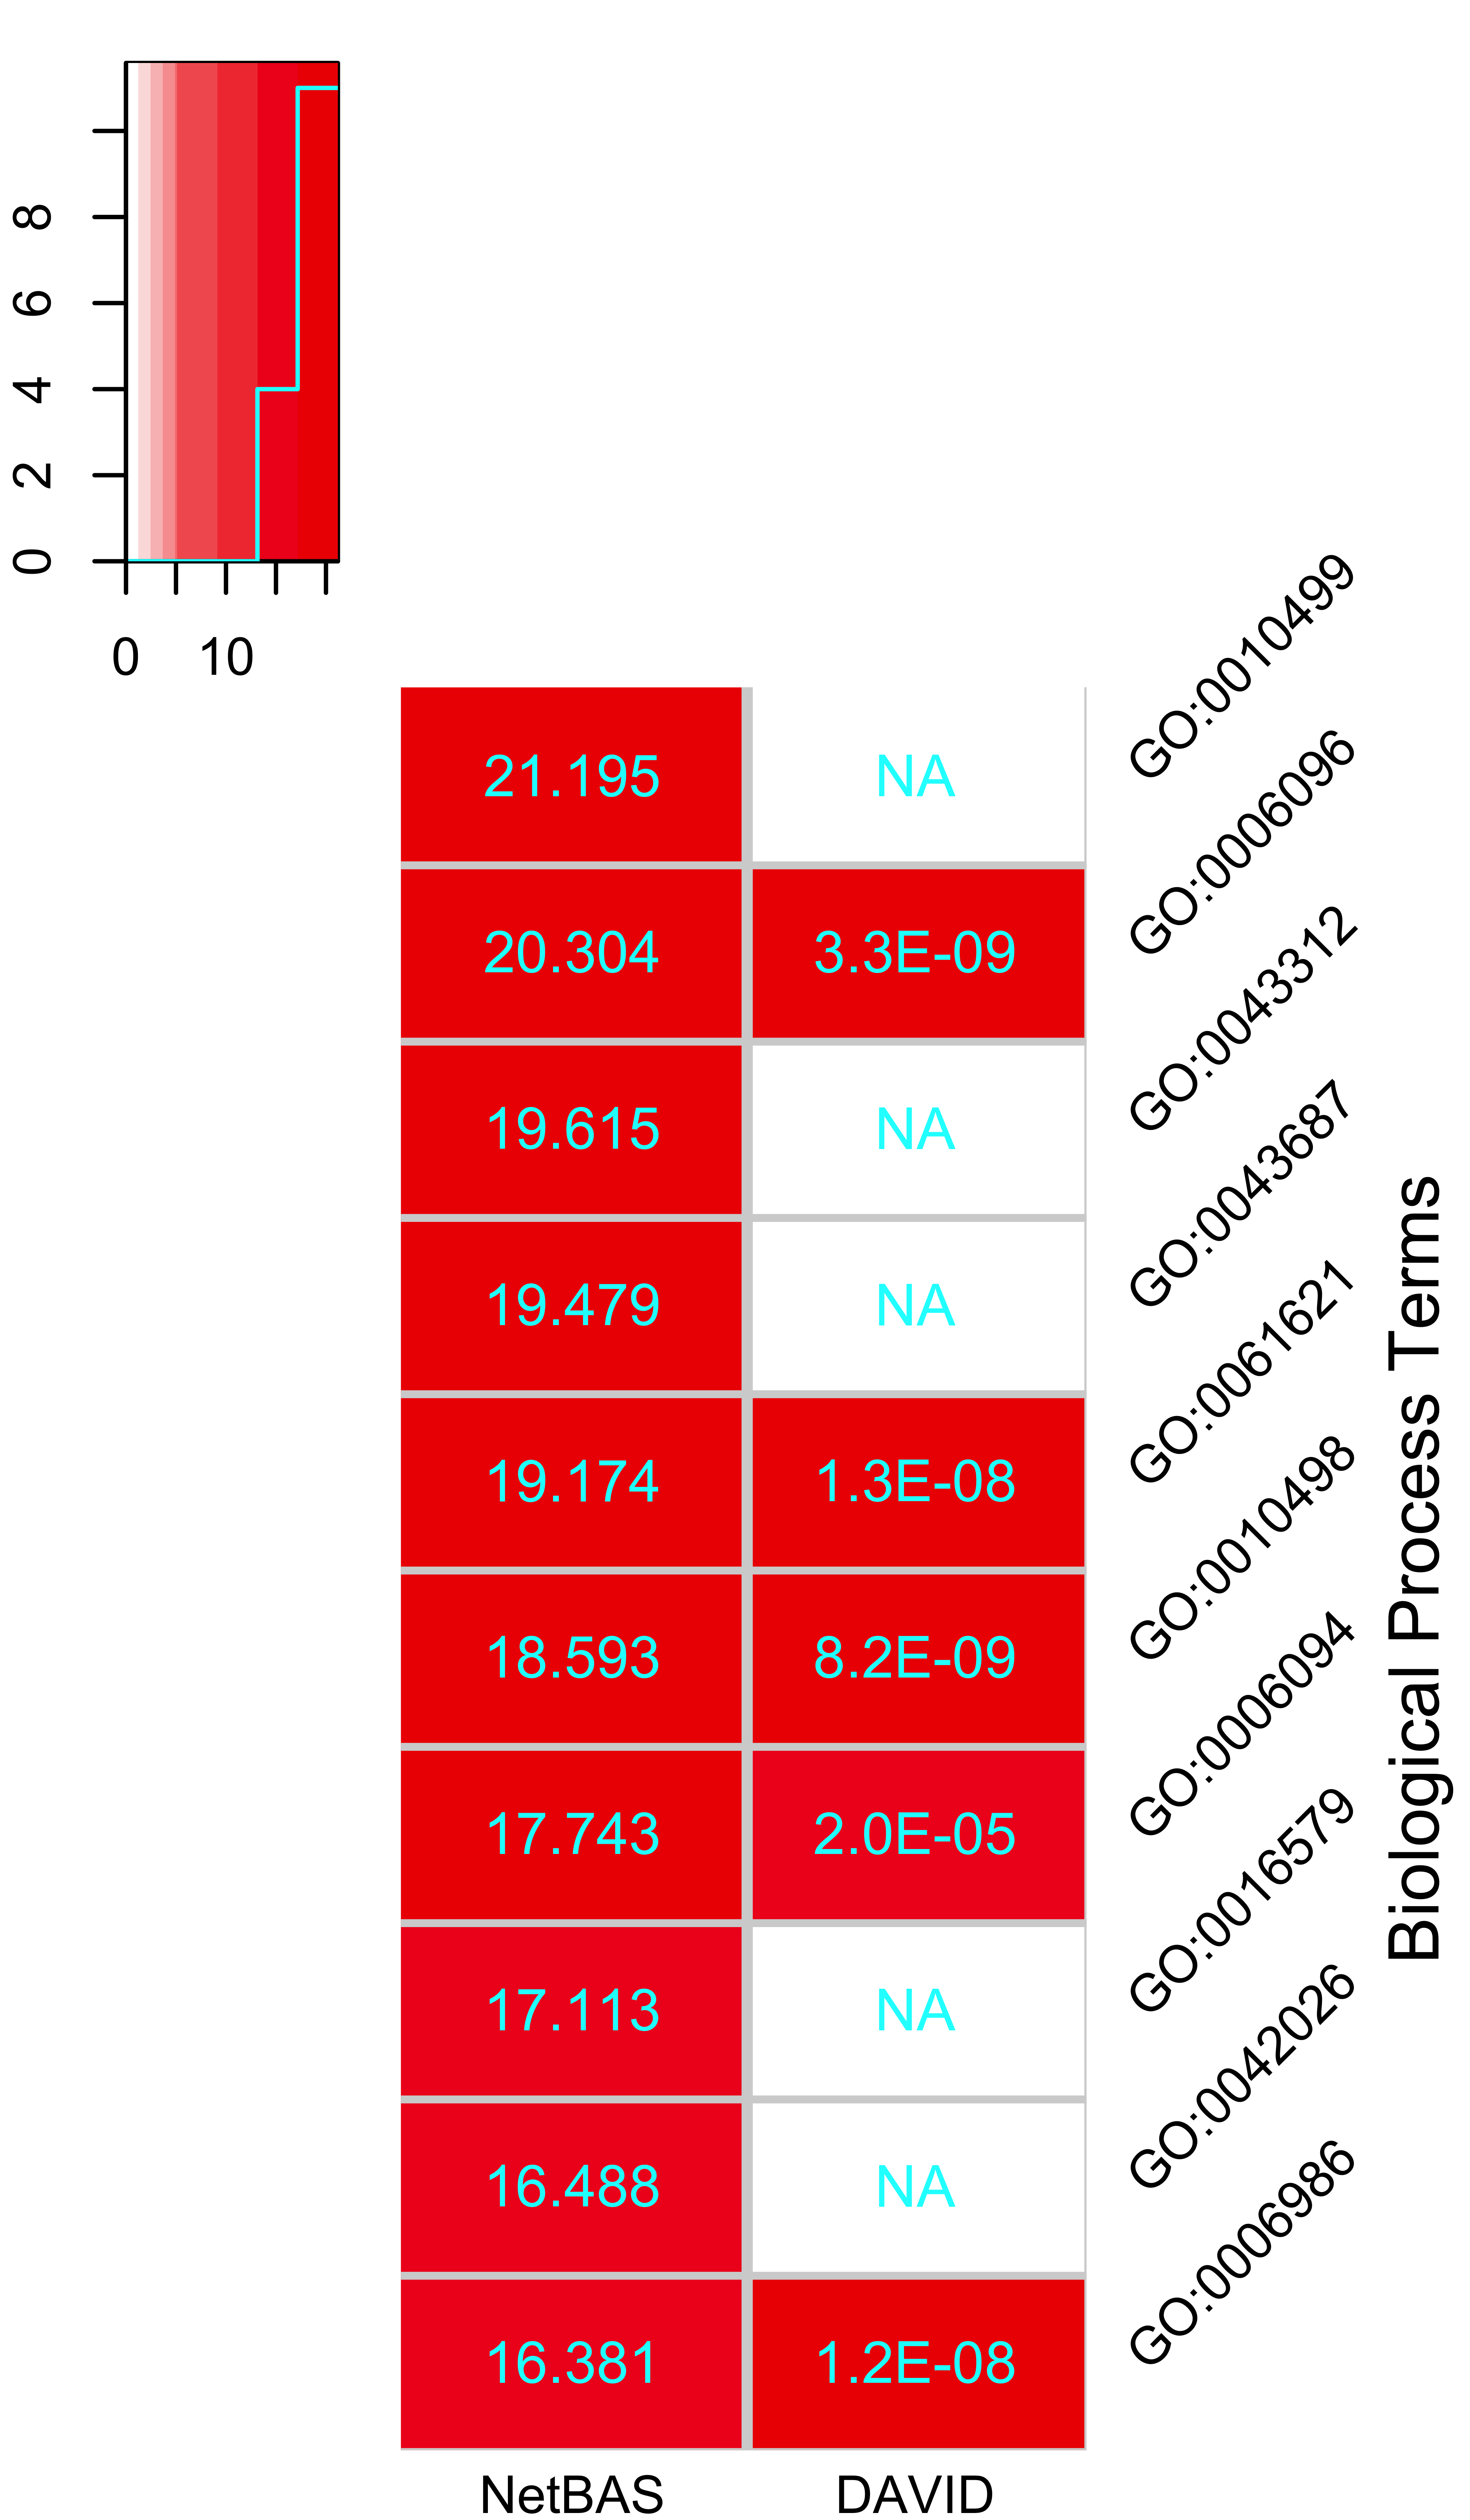 8
6
4
2
0
0 10
21.195 NA GO:0010499
20.304 3.3E-09 GO:0006096
19.615 NA GO:0043312
19.479 NA GO:0043687
19.174 1.3E-08 GO:0061621
18.593 8.2E-09 GO:0010498
17.743 2.0E-05 GO:0006094
17.113 NA GO:0016579
16.488 NA GO:0042026
16.381 1.2E-08 GO:0006986
Biological Process Terms
NetBAS DAVID